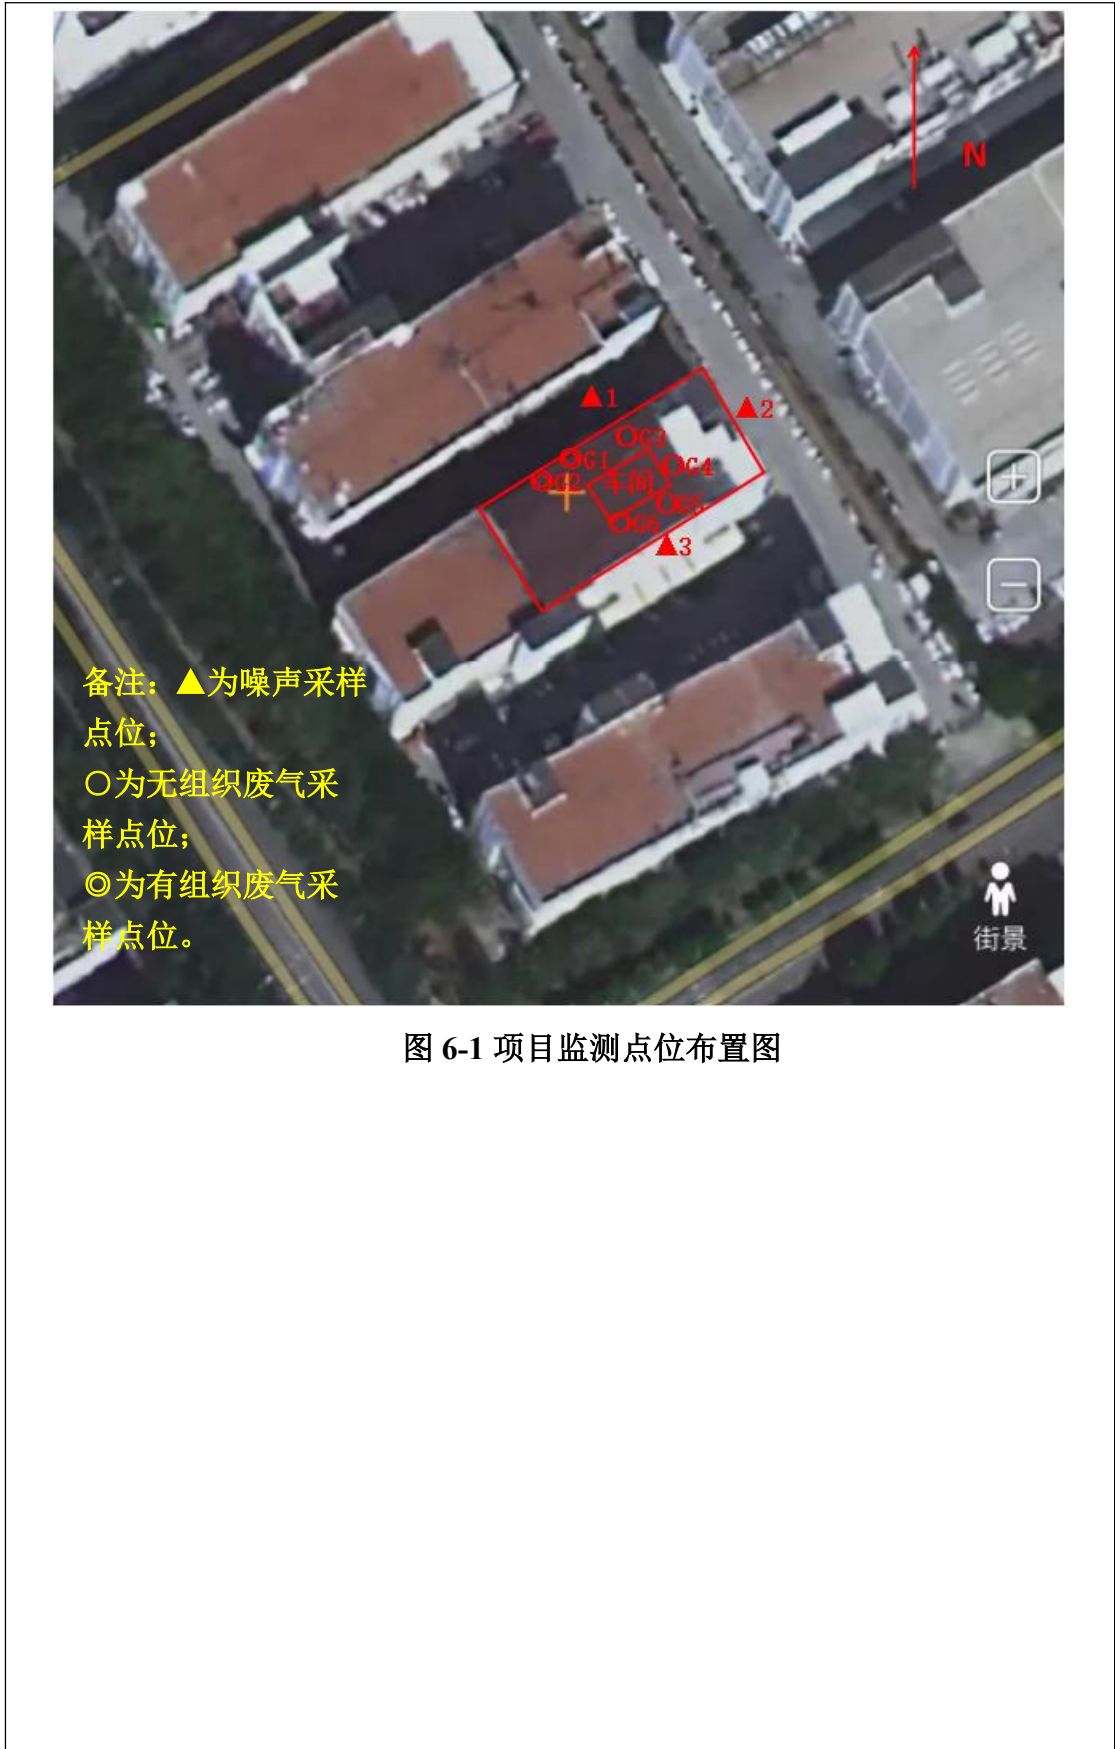 N
▲1
▲2
○G3
◎G1
○G4
◎G2
车间
○G5
○G6
▲3
备注：▲为噪声采样
点位；
○为无组织废气采
样点位；
◎为有组织废气采
样点位。
街景
图 6-1 项目监测点位布置图